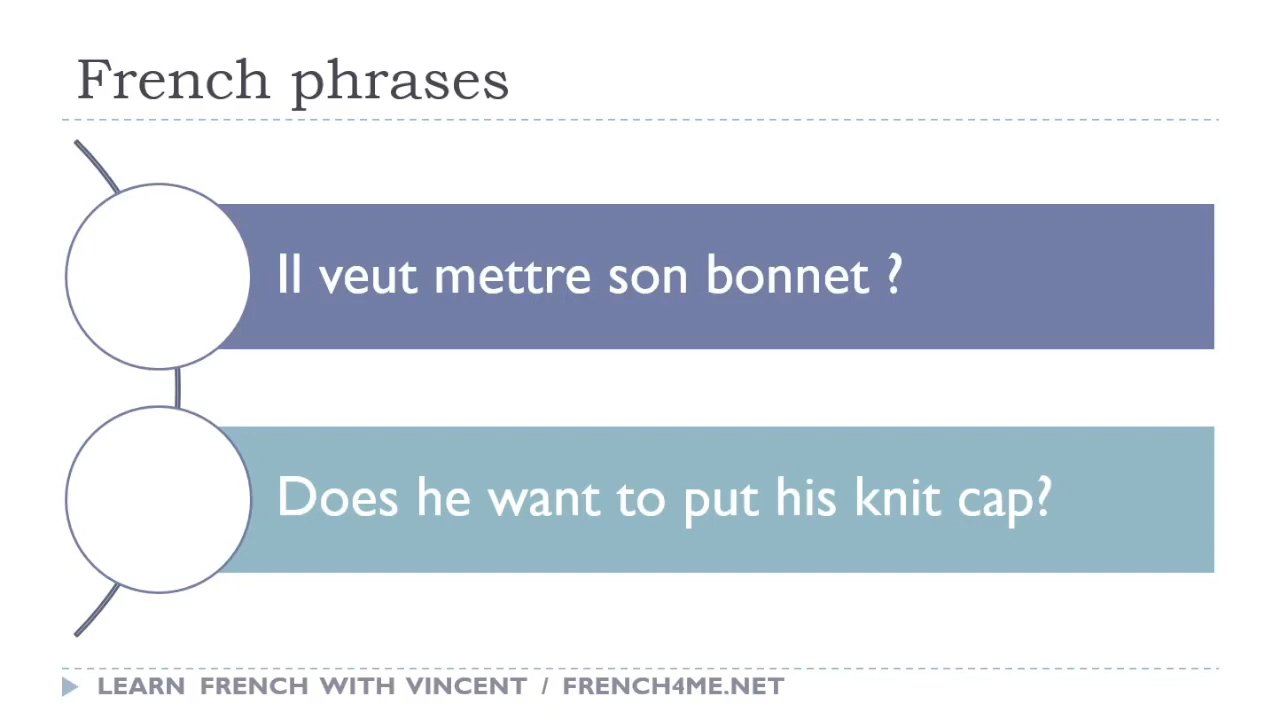 French phrases
Il veut mettre son bonnet ?
Does he want to put his knit cap?
LEARN FRENCH WITH VINCENT / FRENCH4ME.NET